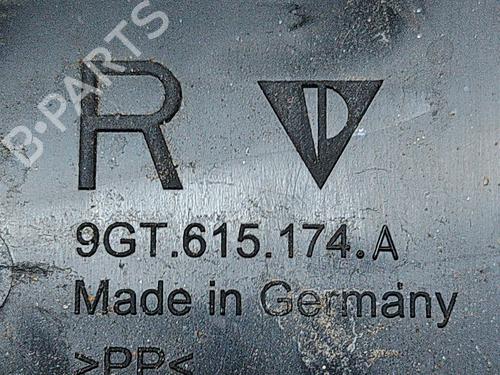 R
9GT.615.174.A
Made in Germany
>PP<
B-PARTS